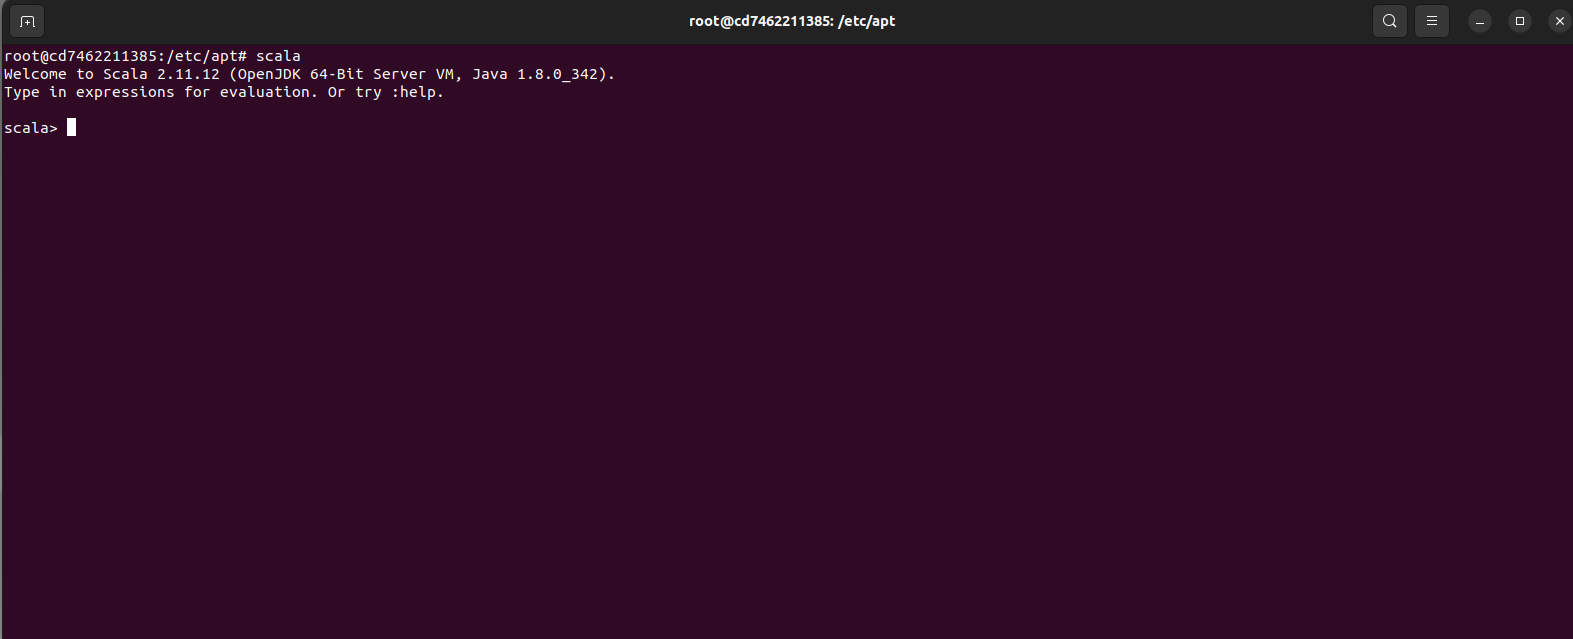 root@cd7462211385: /etc/apt
root@cd7462211385:/etc/apt# scala
Welcome to Scala 2.11.12 (OpenJDK 64-Bit Server VM, Java 1.8.0_342).
Type in expressions for evaluation. Or try :help.
scala>